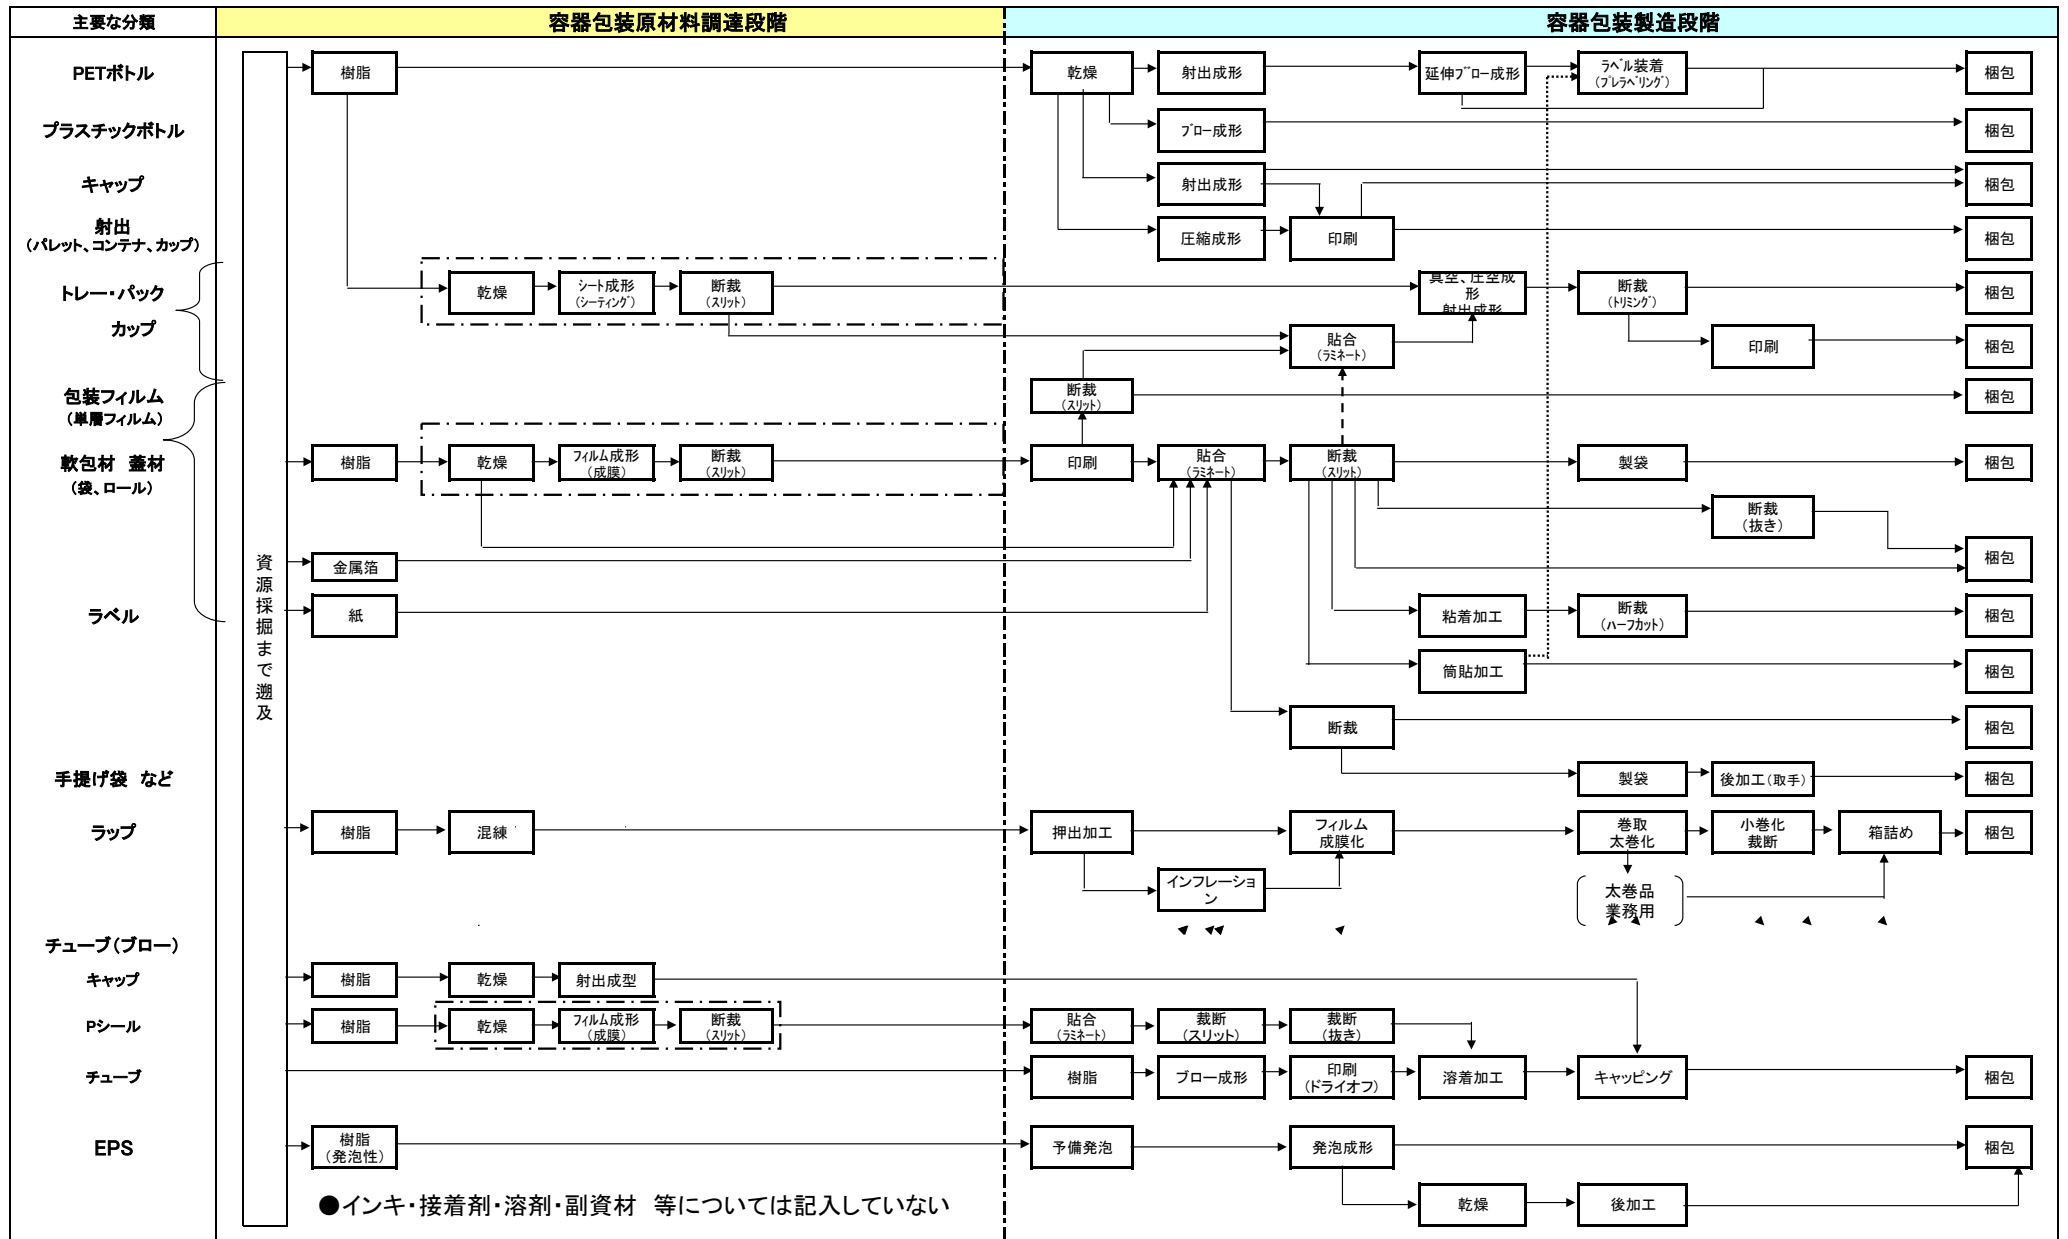 主要な分類
容器包装原材料調達段階
容器包装製造段階
PETボトル
樹脂
乾燥
射出成形
延伸ブロー成形
ラベル装着
(プレラベリング)
梱包
プラスチックボトル
ブロー成形
梱包
キャップ
射出成形
梱包
射出
(パレット、コンテナ、カップ)
圧縮成形
印刷
梱包
トレー・パック
カップ
乾燥
シート成形
(シーティング)
断裁
(スリット)
真空、圧空成
形
射出成形
断裁
(トリミング)
梱包
貼合
(ラミネート)
印刷
梱包
包装フィルム
(単層フィルム)
断裁
(スリット)
梱包
軟包材 蓋材
(袋、ロール)
樹脂
乾燥
フィルム成形
(成膜)
断裁
(スリット)
印刷
貼合
(ラミネート)
断裁
(スリット)
製袋
梱包
断裁
(抜き)
梱包
資源採掘まで遡及
金属箔
ラベル
紙
粘着加工
断裁
(ハーフカット)
梱包
筒貼加工
梱包
断裁
梱包
手提げ袋 など
製袋
後加工(取手)
梱包
ラップ
樹脂
混練
押出加工
フィルム
成膜化
巻取
太巻化
小巻化
裁断
箱詰め
梱包
インフレーショ
ン
太巻品
業務用
チューブ(ブロー)
キャップ
樹脂
乾燥
射出成型
Pシール
樹脂
乾燥
フィルム成形
(成膜)
断裁
(スリット)
貼合
(ラミネート)
裁断
(スリット)
裁断
(抜き)
チューブ
樹脂
ブロー成形
印刷
(ドライオフ)
溶着加工
キャッピング
梱包
EPS
樹脂
(発泡性)
予備発泡
発泡成形
梱包
乾燥
後加工
●インキ・接着剤・溶剤・副資材 等については記入していない